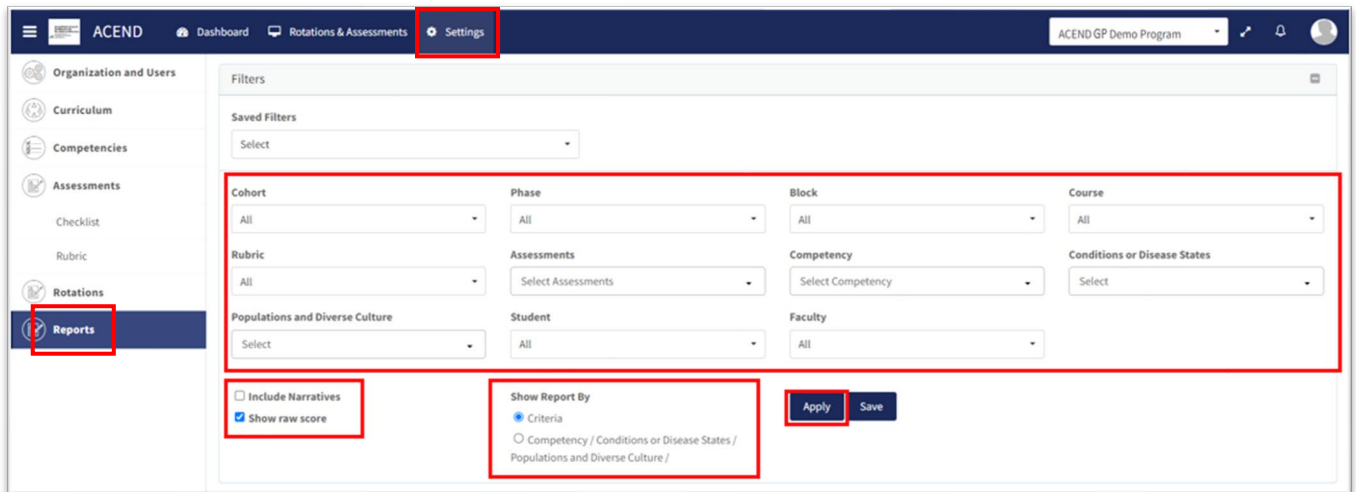 ACEND Dashboard Rotations & Assessments Settings ACEND GP Demo Program
Organization and Users
Curriculum
Competencies
Assessments
Checklist
Rubric
Rotations
Reports
Filters
Saved Filters
Select
Cohort Phase Block Course
All All All All
Rubric Assessments Competency Conditions or Disease States
All Select Assessments Select Competency Select
Populations and Diverse Culture Student Faculty
Select All All
Include Narratives
Show raw score
Show Report By
Criteria
Competency / Conditions or Disease States /
Populations and Diverse Culture /
Apply Save